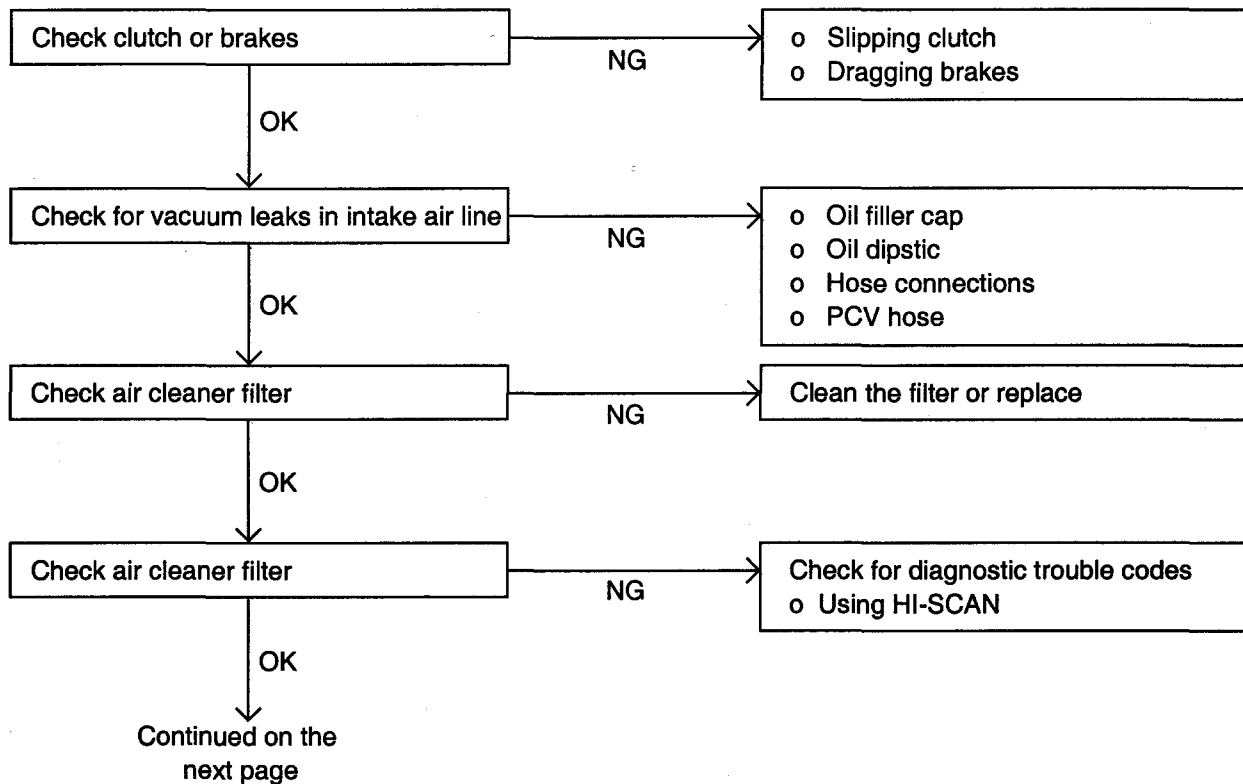 Check clutch or brakes
NG
o Slipping clutch
o Dragging brakes
OK
Check for vacuum leaks in intake air line
NG
o Oil filler cap
o Oil dipstic
o Hose connections
o PCV hose
OK
Check air cleaner filter
NG
Clean the filter or replace
OK
Check air cleaner filter
NG
Check for diagnostic trouble codes
o Using HI-SCAN
OK
Continued on the
next page